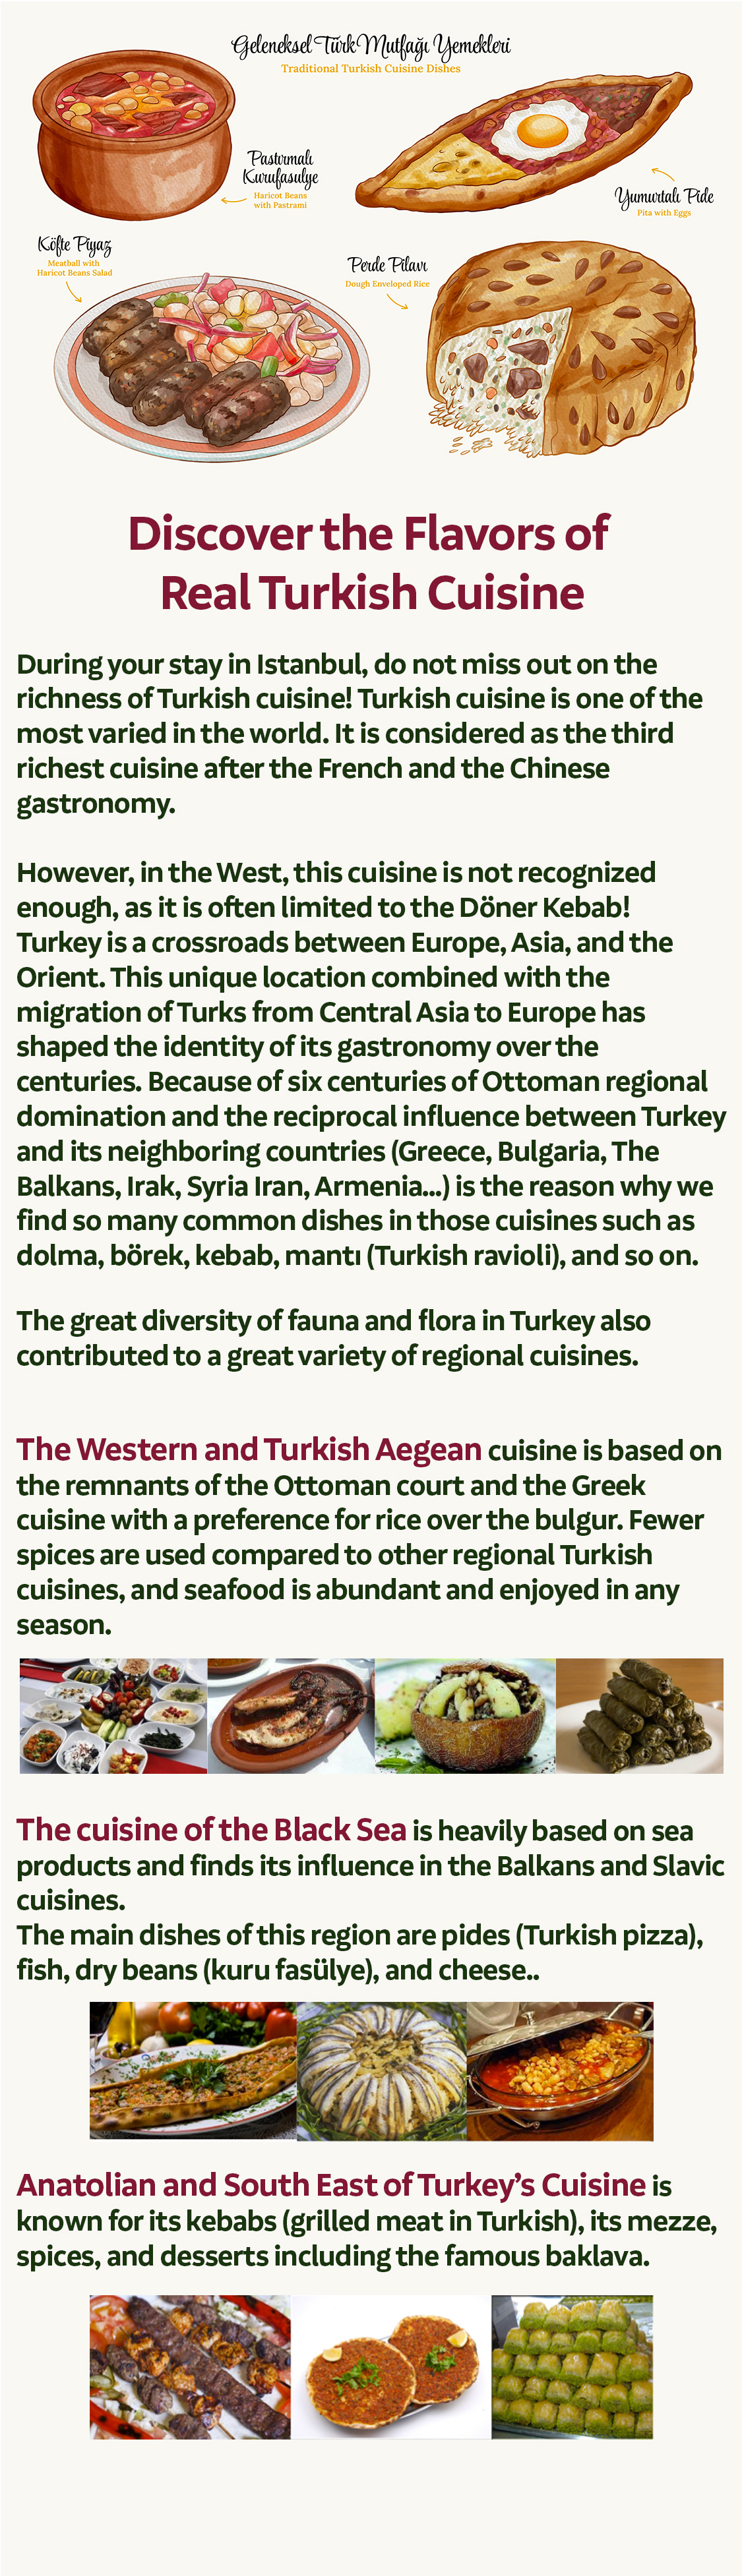 Geleneksel Türk Mutfağı Yemekleri
Traditional Turkish Cuisine Dishes
Pastırmalı
Kurufasulye
Haricot Beans
with Pastrami
Yumurtalı Pide
Pita with Eggs
Köfte Piyaz
Meatball with
Haricot Beans Salad
Perde Pilavı
Dough Enveloped Rice
Discover the Flavors of
Real Turkish Cuisine
During your stay in Istanbul, do not miss out on the
richness of Turkish cuisine! Turkish cuisine is one of the
most varied in the world. It is considered as the third
richest cuisine after the French and the Chinese
gastronomy.
However, in the West, this cuisine is not recognized
enough, as it is often limited to the Döner Kebab!
Turkey is a crossroads between Europe, Asia, and the
Orient. This unique location combined with the
migration of Turks from Central Asia to Europe has
shaped the identity of its gastronomy over the
centuries. Because of six centuries of Ottoman regional
domination and the reciprocal influence between Turkey
and its neighboring countries (Greece, Bulgaria, The
Balkans, Irak, Syria Iran, Armenia...) is the reason why we
find so many common dishes in those cuisines such as
dolma, börek, kebab, mantı (Turkish ravioli), and so on.
The great diversity of fauna and flora in Turkey also
contributed to a great variety of regional cuisines.
The Western and Turkish Aegean cuisine is based on
the remnants of the Ottoman court and the Greek
cuisine with a preference for rice over the bulgur. Fewer
spices are used compared to other regional Turkish
cuisines, and seafood is abundant and enjoyed in any
season.
The cuisine of the Black Sea is heavily based on sea
products and finds its influence in the Balkans and Slavic
cuisines.
The main dishes of this region are pides (Turkish pizza),
fish, dry beans (kuru fasülye), and cheese..
Anatolian and South East of Turkey's Cuisine is
known for its kebabs (grilled meat in Turkish), its mezze,
spices, and desserts including the famous baklava.